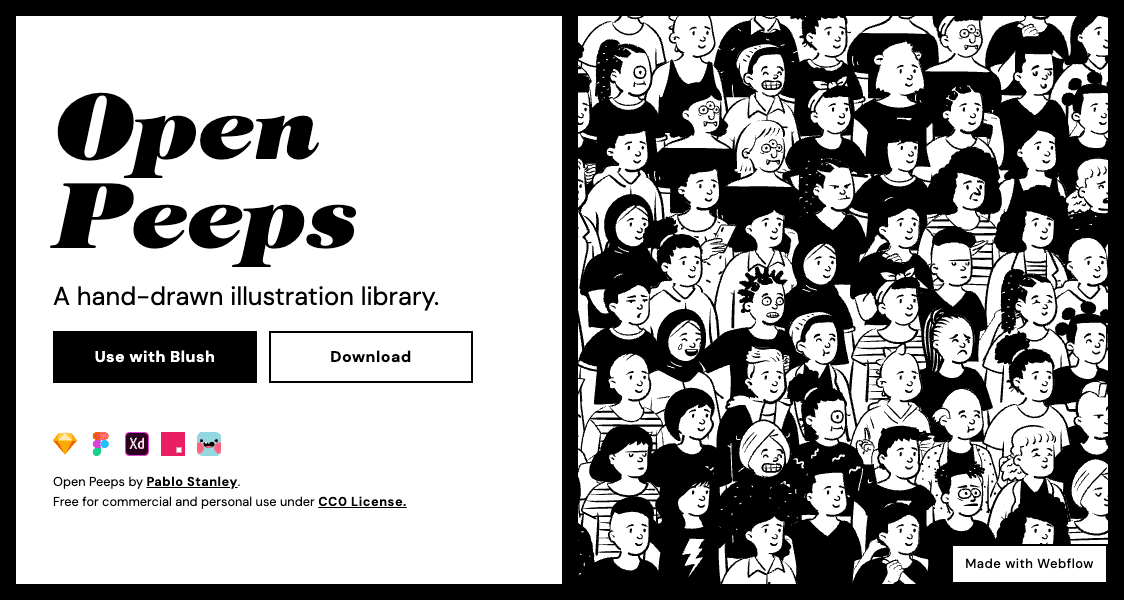 Open
Peeps
A hand-drawn illustration library.
Use with Blush
Download
Xd
Open Peeps by Pablo Stanley.
Free for commercial and personal use under CC0 License.
Made with Webflow